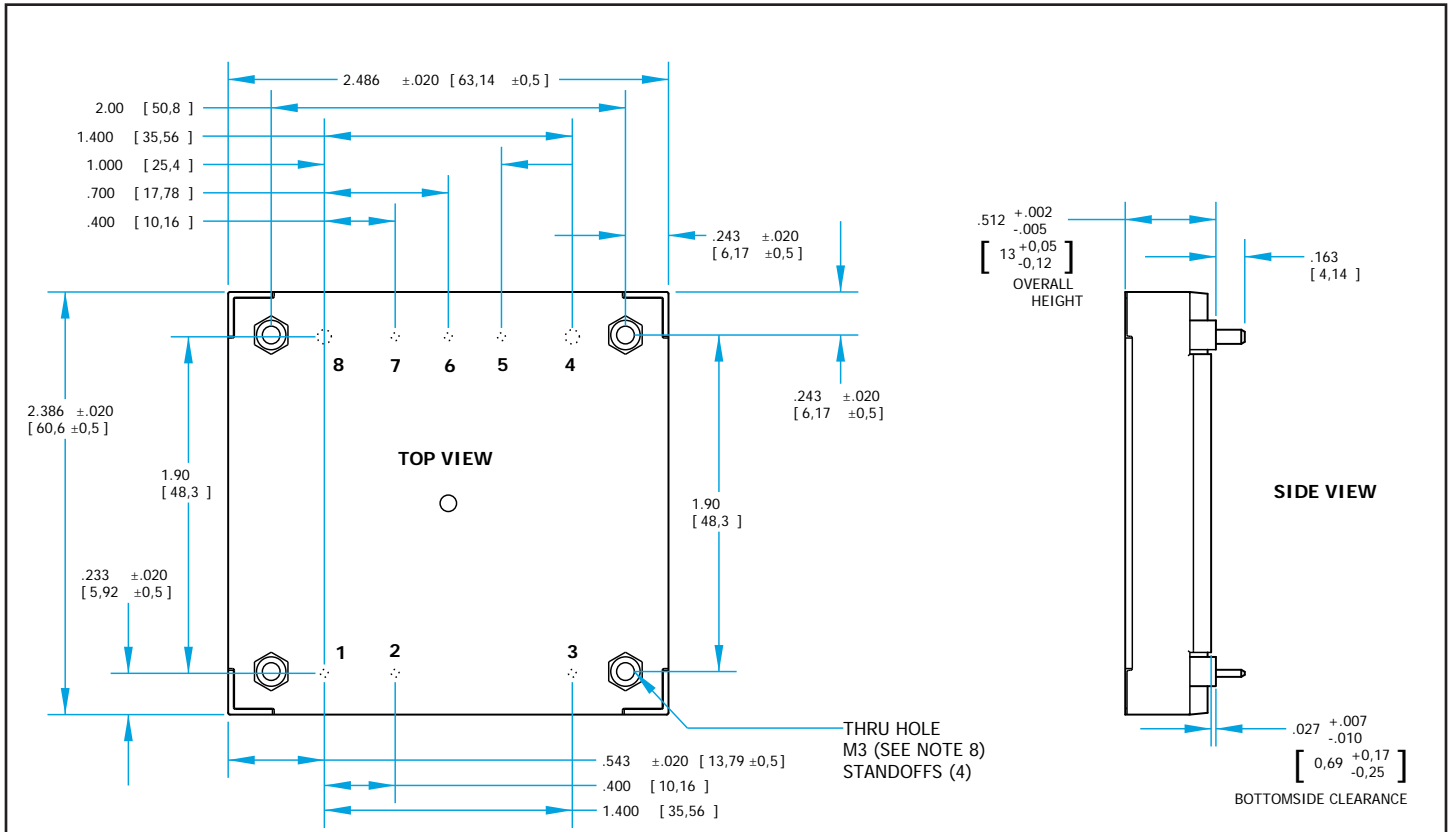 2.486 ±.020 [ 63,14 ±0,5 ]
2.00 [ 50,8 ]
1.400 [ 35,56 ]
1.000 [ 25,4 ]
.700 [ 17,78 ]
.400 [ 10,16 ]
.243 ±.020
[ 6,17 ±0,5 ]
.512 +.002
-.005
[ 13 +0,05
-0,12 ]
OVERALL
HEIGHT
.163
[ 4,14 ]
8 7 6 5 4
2.386 ±.020
[ 60,6 ±0,5 ]
.243 ±.020
[ 6,17 ±0,5 ]
TOP VIEW
1.90
[ 48,3 ]
1.90
[ 48,3 ]
SIDE VIEW
.233 ±.020
[ 5,92 ±0,5 ]
1 2 3
THRU HOLE
M3 (SEE NOTE 8)
STANDOFFS (4)
.543 ±.020 [ 13,79 ±0,5 ]
.400 [ 10,16 ]
1.400 [ 35,56 ]
.027 +.007
-.010
[ 0,69 +0,17
-0,25 ]
BOTTOMSIDE CLEARANCE